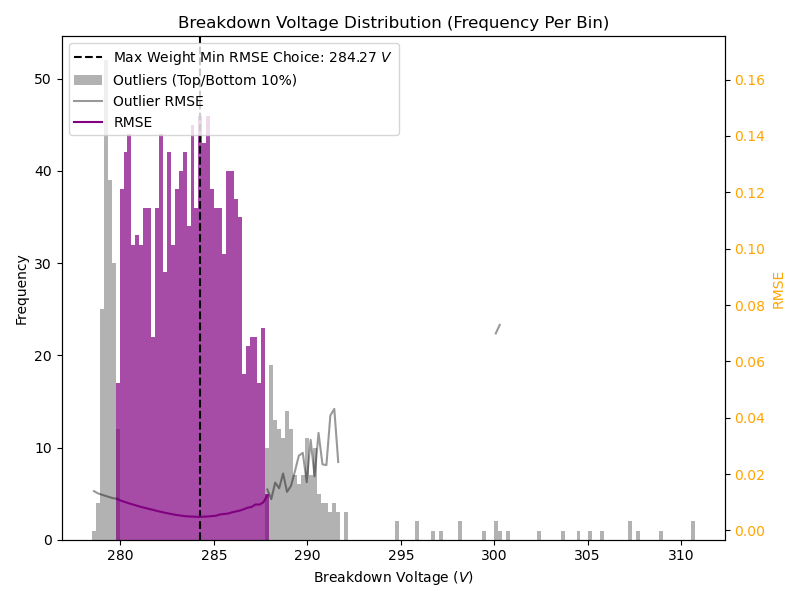 Breakdown Voltage Distribution (Frequency Per Bin)
Max Weight Min RMSE Choice: 284.27 V
Outliers (Top/Bottom 10%)
Outlier RMSE
RMSE
Frequency
50
40
30
20
10
0
0.16
0.14
0.12
0.10
0.08
0.06
0.04
0.02
0.00
RMSE
280
285
290
295
300
305
310
Breakdown Voltage (V)